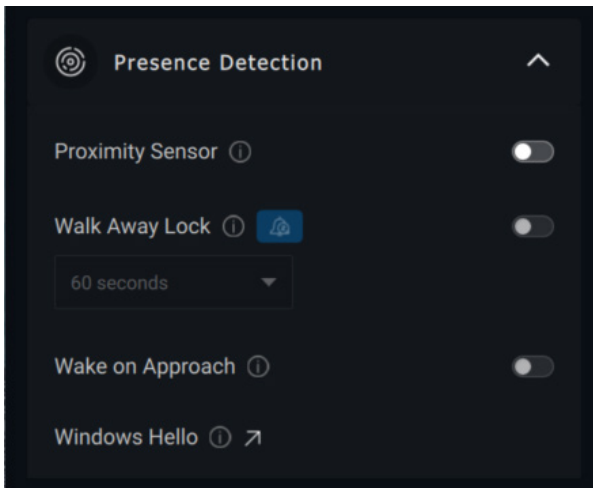 Presence Detection
Proximity Sensor
Walk Away Lock
60 seconds
Wake on Approach
Windows Hello